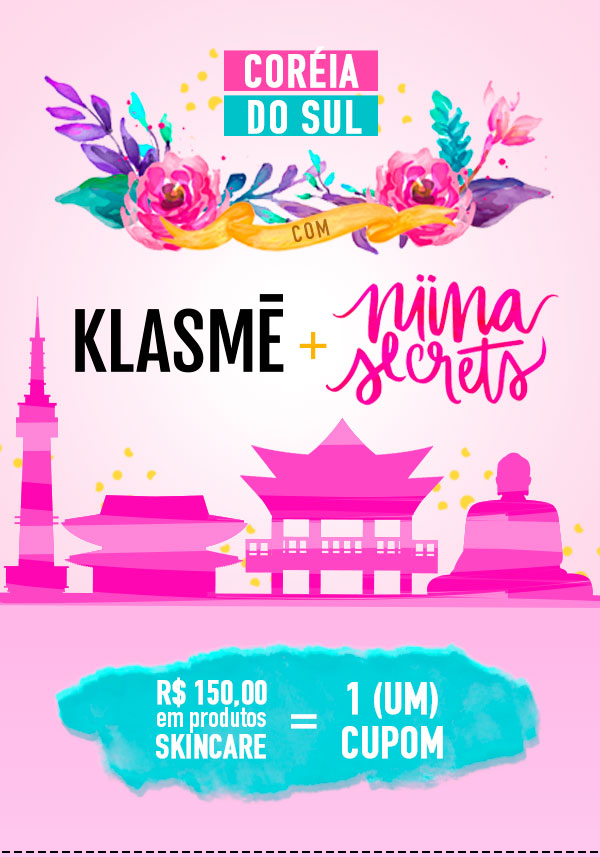 CORÉIA
DO SUL
COM
KLASMĒ + niina
secrets
R$ 150,00
em produtos
SKINCARE
=
1 (UM)
CUPOM